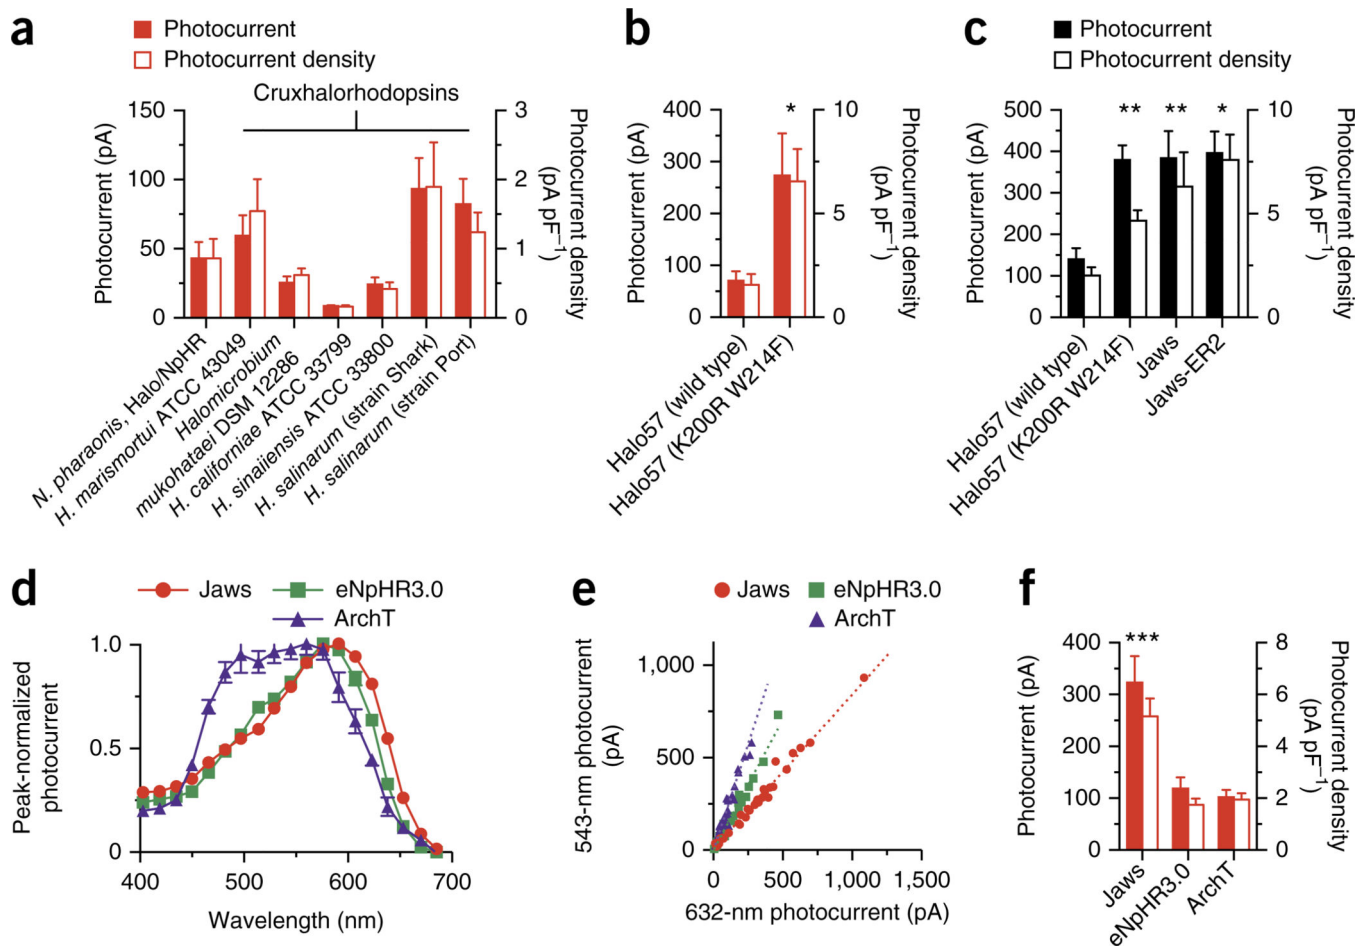 a
Photocurrent
Photocurrent density
Cruxhalorhodopsins
Photocurrent (pA)
150
100
50
0
3
2
1
0
Photocurrent density
(pA pF⁻¹)
N. pharaonis, Halo/NpHR
H. marismortui ATCC 43049
Halomicrobium
mukohataei DSM 12286
H. californiae ATCC 33799
H. sinaiiensis ATCC 33800
H. salinarum (strain Shark)
H. salinarum (strain Port)
b
Photocurrent (pA)
400
300
200
100
0
*
10
5
0
Photocurrent density
(pA pF⁻¹)
Halo57 (wild type)
Halo57 (K200R W214F)
c
Photocurrent
Photocurrent density
Photocurrent (pA)
500
400
300
200
100
0
** ** *
10
5
0
Photocurrent density
(pA pF⁻¹)
Halo57 (wild type)
Halo57 (K200R W214F)
Jaws
Jaws-ER2
d
Jaws eNpHR3.0
ArchT
Peak-normalized
photocurrent
1.0
0.5
0
400 500 600 700
Wavelength (nm)
e
Jaws eNpHR3.0
ArchT
543-nm photocurrent
(pA)
1,000
500
0
0 500 1,000 1,500
632-nm photocurrent (pA)
f
Photocurrent (pA)
400
300
200
100
0
***
8
6
4
2
0
Photocurrent density
(pA pF⁻¹)
Jaws
eNpHR3.0
ArchT